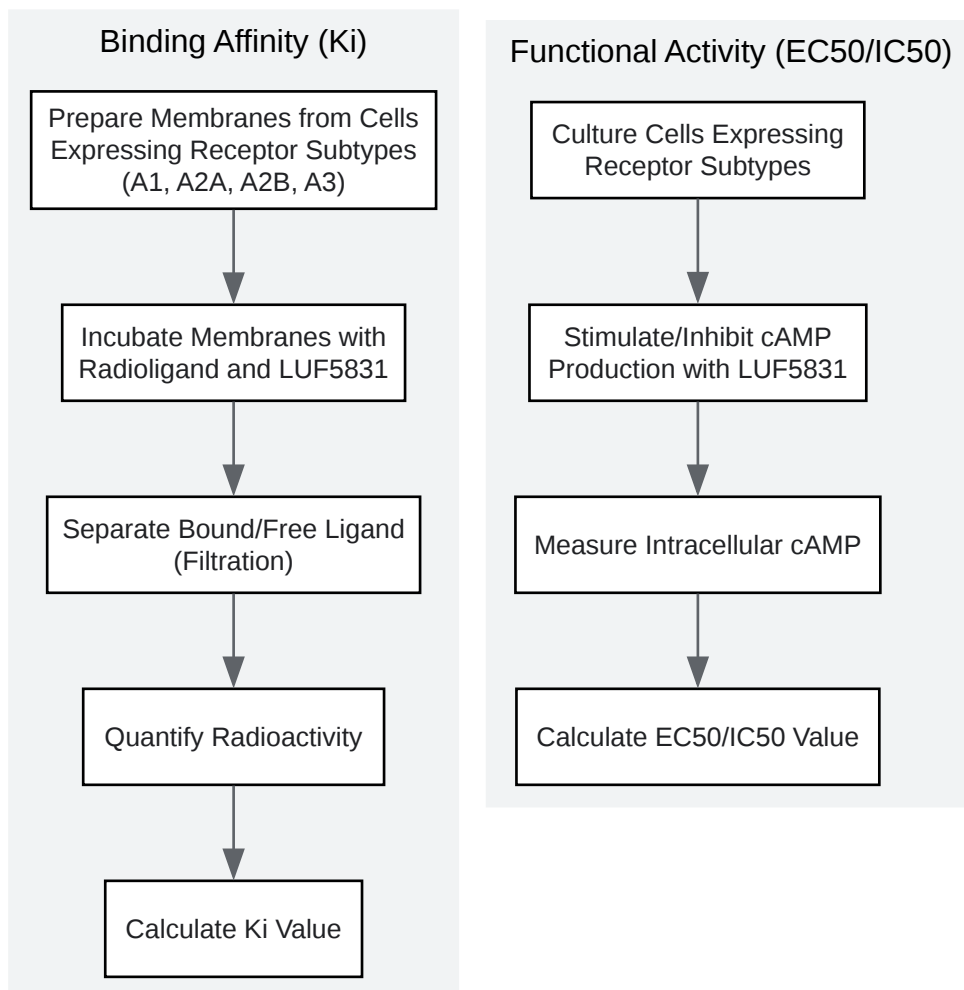 Binding Affinity (Ki)
Prepare Membranes from Cells
Expressing Receptor Subtypes
(A1, A2A, A2B, A3)
Incubate Membranes with
Radioligand and LUF5831
Separate Bound/Free Ligand
(Filtration)
Quantify Radioactivity
Calculate Ki Value
Functional Activity (EC50/IC50)
Culture Cells Expressing
Receptor Subtypes
Stimulate/Inhibit cAMP
Production with LUF5831
Measure Intracellular cAMP
Calculate EC50/IC50 Value